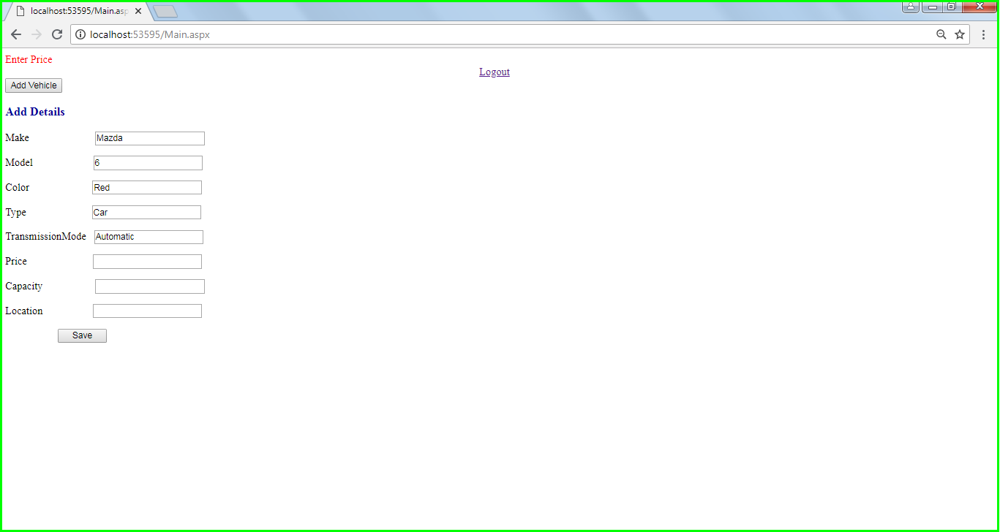 localhost:53595/Main.asp
localhost:53595/Main.aspx
Enter Price
Logout
Add Vehicle
Add Details
Make Mazda
Model 6
Color Red
Type Car
TransmissionMode Automatic
Price
Capacity
Location
Save